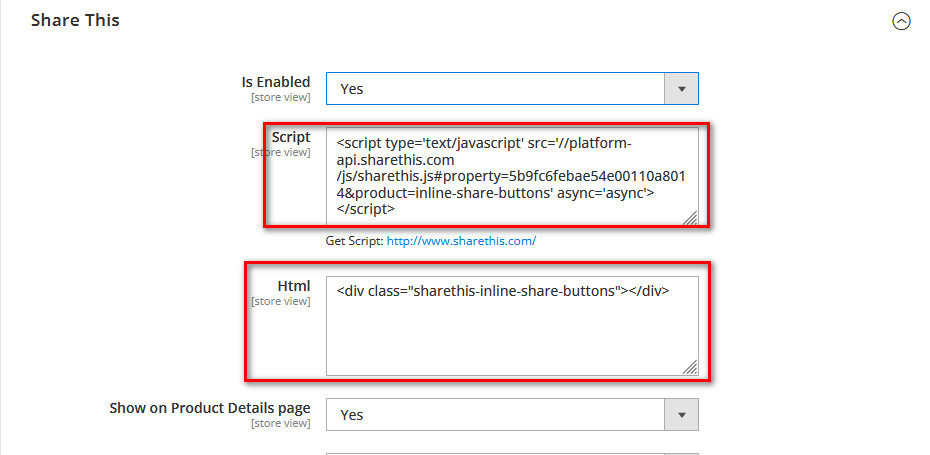 Share This
Is Enabled
[store view]
Yes
Script
[store view]
<script type='text/javascript' src='//platform-
api.sharethis.com
/js/sharethis.js#property=5b9fc6febae54e00110a801
4&product=inline-share-buttons' async='async'>
</script>
Get Script: http://www.sharethis.com/
Html
[store view]
<div class="sharethis-inline-share-buttons"></div>
Show on Product Details page
[store view]
Yes